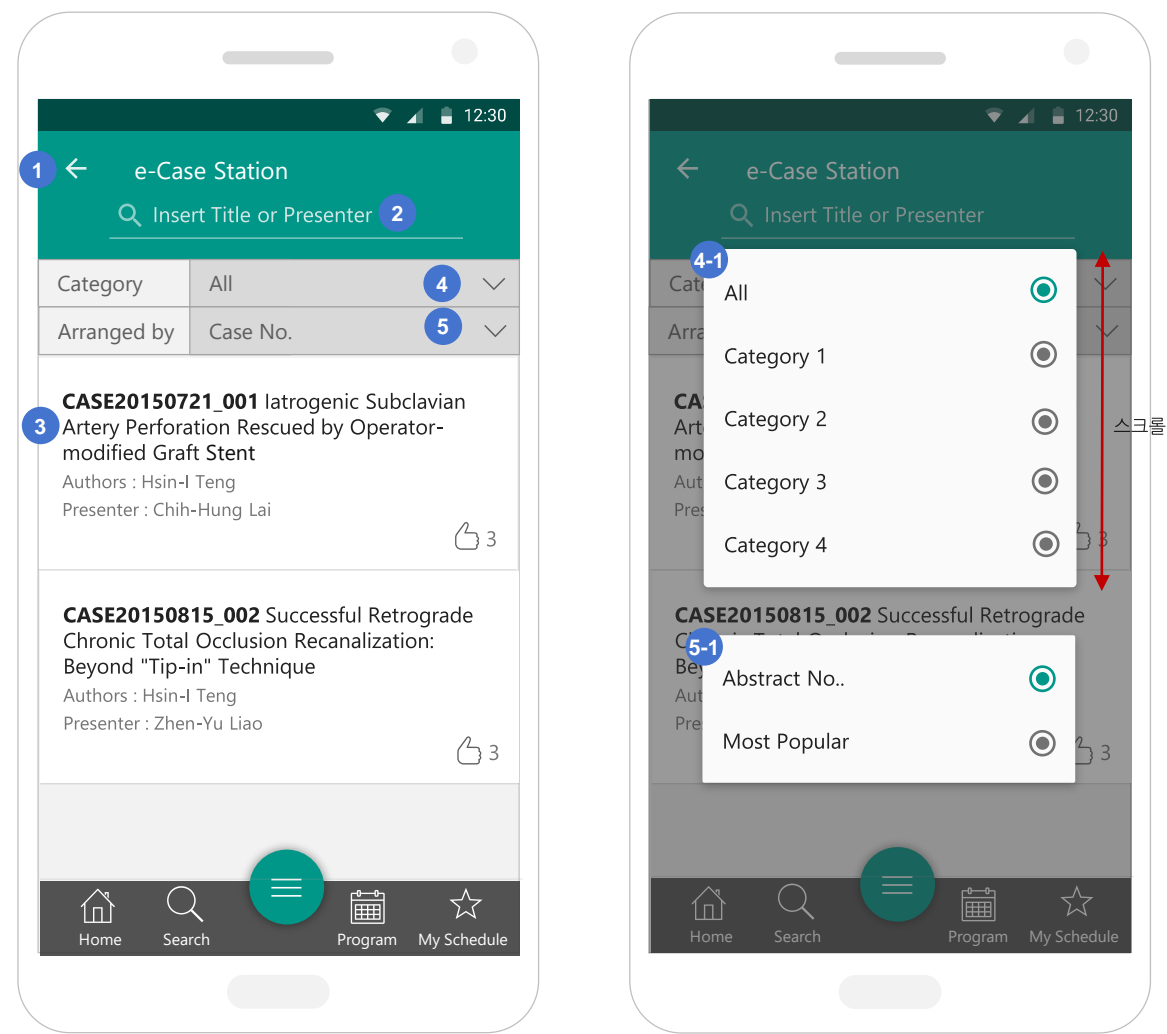 12:30
1
e-Case Station
Insert Title or Presenter 2
Category All 4
Arranged by Case No. 5
3
CASE20150721_001 Iatrogenic Subclavian
Artery Perforation Rescued by Operator-
modified Graft Stent
Authors : Hsin-I Teng
Presenter : Chih-Hung Lai
3
CASE20150815_002 Successful Retrograde
Chronic Total Occlusion Recanalization:
Beyond "Tip-in" Technique
Authors : Hsin-I Teng
Presenter : Zhen-Yu Liao
3
Home Search Program My Schedule
12:30
e-Case Station
Insert Title or Presenter
4-1
All
Category 1
Category 2
Category 3
Category 4
스크롤
3
CASE20150815_002 Successful Retrograde
5-1
Abstract No..
Most Popular
3
Home Search Program My Schedule